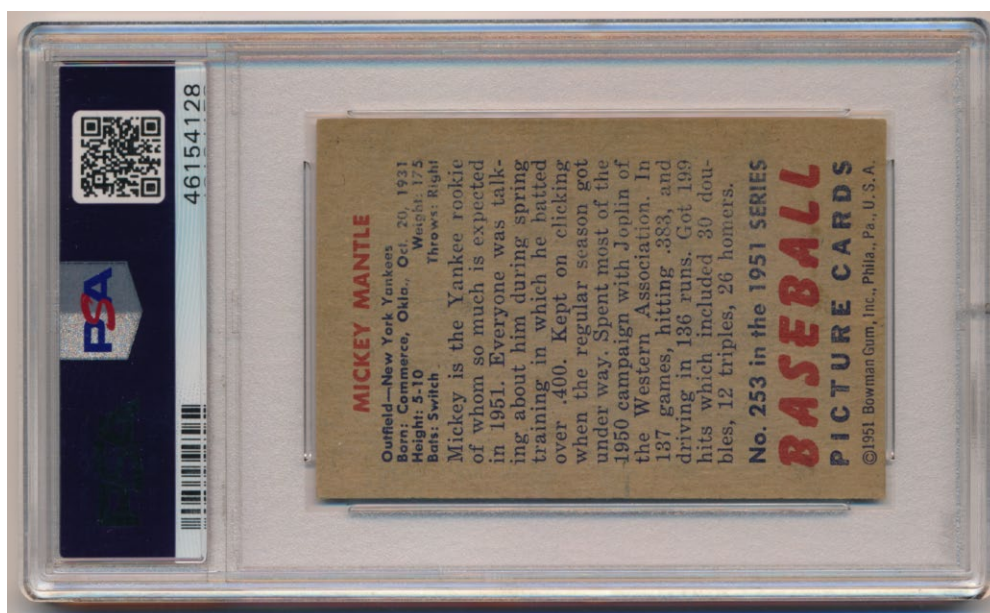 PSA
46154128
MICKEY MANTLE
Outfield—New York Yankees
Born: Commerce, Okla., Oct. 20, 1931
Height: 5-10 Weight: 175
Bats: Switch Throws: Right
Mickey is the Yankee rookie
of whom so much is expected
in 1951. Everyone was talk-
ing about him during spring
training in which he batted
over .400. Kept on clicking
when the regular season got
under way. Spent most of the
1950 campaign with Joplin of
the Western Association. In
137 games, hitting .383, and
driving in 136 runs. Got 199
hits which included 30 dou-
bles, 12 triples, 26 homers.
No. 253 in the 1951 SERIES
BASEBALL
PICTURE CARDS
©1951 Bowman Gum, Inc., Phila., Pa., U.S.A.